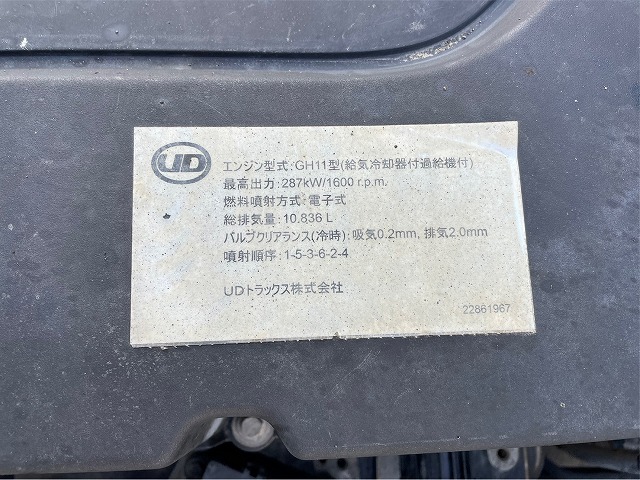 UD
エンジン型式:GH11型(給気冷却器付過給機付)
最高出力:287kW/1600 r.p.m.
燃料噴射方式:電子式
総排気量:10.836 L
バルブクリアランス(冷時):吸気0.2mm, 排気2.0mm
噴射順序:1-5-3-6-2-4
UDトラックス株式会社
22861967